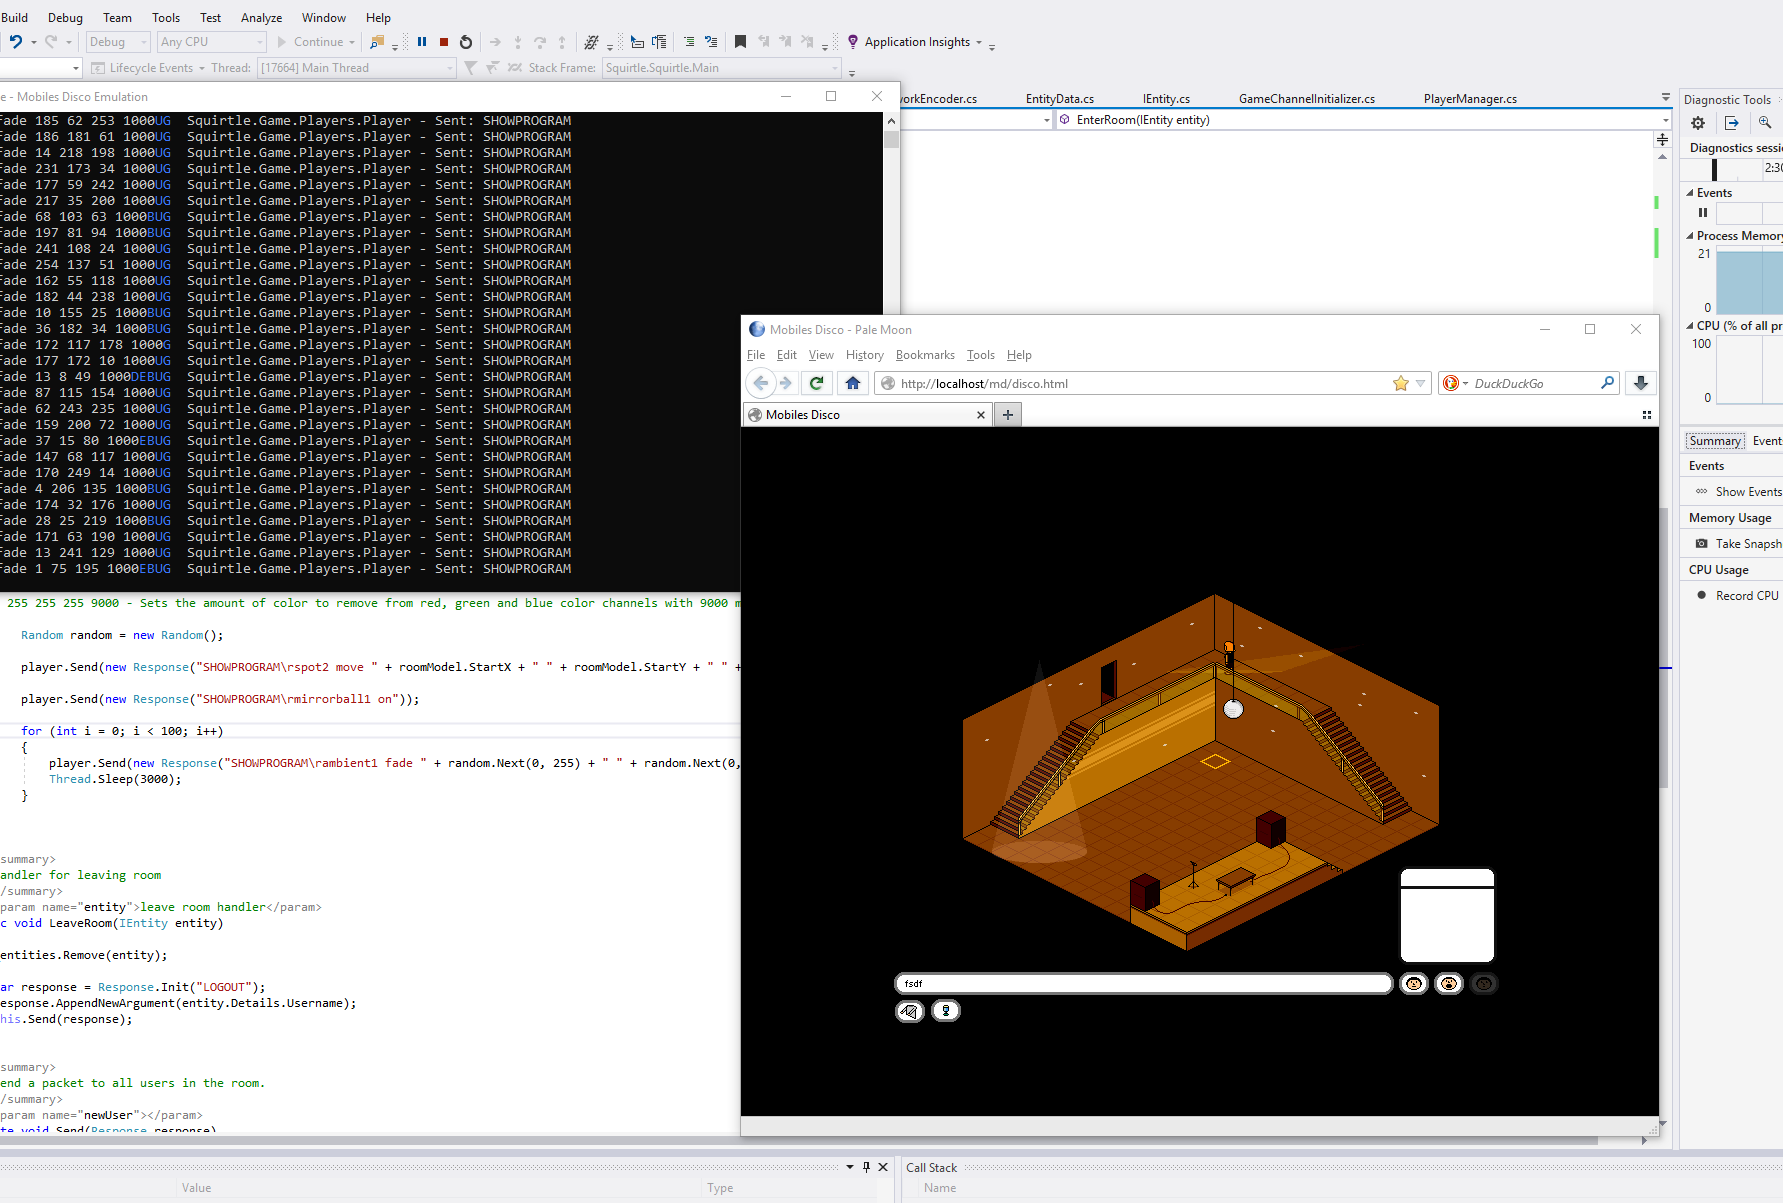 Build Debug Team Tools Test Analyze Window Help
Debug Any CPU Continue Application Insights
Lifecycle Events Thread: [17664] Main Thread Stack Frame: Squirtle.Squirtle.Main
e - Mobiles Disco Emulation
orkEncoder.cs EntityData.cs IEntity.cs GameChannelInitializer.cs PlayerManager.cs
EnterRoom(IEntity entity)
fade 185 62 253 1000UG Squirtle.Game.Players.Player - Sent: SHOWPROGRAM
fade 186 181 61 1000UG Squirtle.Game.Players.Player - Sent: SHOWPROGRAM
fade 14 218 198 1000UG Squirtle.Game.Players.Player - Sent: SHOWPROGRAM
fade 231 173 34 1000UG Squirtle.Game.Players.Player - Sent: SHOWPROGRAM
fade 177 59 242 1000UG Squirtle.Game.Players.Player - Sent: SHOWPROGRAM
fade 217 35 200 1000UG Squirtle.Game.Players.Player - Sent: SHOWPROGRAM
fade 68 103 63 1000BUG Squirtle.Game.Players.Player - Sent: SHOWPROGRAM
fade 197 81 94 1000BUG Squirtle.Game.Players.Player - Sent: SHOWPROGRAM
fade 241 108 24 1000UG Squirtle.Game.Players.Player - Sent: SHOWPROGRAM
fade 254 137 51 1000UG Squirtle.Game.Players.Player - Sent: SHOWPROGRAM
fade 162 55 118 1000UG Squirtle.Game.Players.Player - Sent: SHOWPROGRAM
fade 182 44 238 1000UG Squirtle.Game.Players.Player - Sent: SHOWPROGRAM
fade 10 155 25 1000BUG Squirtle.Game.Players.Player - Sent: SHOWPROGRAM
fade 36 182 34 1000BUG Squirtle.Game.Players.Player - Sent: SHOWPROGRAM
fade 172 117 178 1000G Squirtle.Game.Players.Player - Sent: SHOWPROGRAM
fade 177 172 10 1000UG Squirtle.Game.Players.Player - Sent: SHOWPROGRAM
fade 13 8 49 1000DEBUG Squirtle.Game.Players.Player - Sent: SHOWPROGRAM
fade 87 115 154 1000UG Squirtle.Game.Players.Player - Sent: SHOWPROGRAM
fade 62 243 235 1000UG Squirtle.Game.Players.Player - Sent: SHOWPROGRAM
fade 159 200 72 1000UG Squirtle.Game.Players.Player - Sent: SHOWPROGRAM
fade 37 15 80 1000EBUG Squirtle.Game.Players.Player - Sent: SHOWPROGRAM
fade 147 68 117 1000UG Squirtle.Game.Players.Player - Sent: SHOWPROGRAM
fade 170 249 14 1000UG Squirtle.Game.Players.Player - Sent: SHOWPROGRAM
fade 4 206 135 1000BUG Squirtle.Game.Players.Player - Sent: SHOWPROGRAM
fade 174 32 176 1000UG Squirtle.Game.Players.Player - Sent: SHOWPROGRAM
fade 28 25 219 1000BUG Squirtle.Game.Players.Player - Sent: SHOWPROGRAM
fade 171 63 190 1000UG Squirtle.Game.Players.Player - Sent: SHOWPROGRAM
fade 13 241 129 1000UG Squirtle.Game.Players.Player - Sent: SHOWPROGRAM
fade 1 75 195 1000EBUG Squirtle.Game.Players.Player - Sent: SHOWPROGRAM
255 255 255 9000 - Sets the amount of color to remove from red, green and blue color channels with 9000 m
Random random = new Random();
player.Send(new Response("SHOWPROGRAM\rspot2 move " + roomModel.StartX + " " + roomModel.StartY + " " +
player.Send(new Response("SHOWPROGRAM\rmirrorball1 on"));
for (int i = 0; i < 100; i++)
{
player.Send(new Response("SHOWPROGRAM\rambient1 fade " + random.Next(0, 255) + " " + random.Next(0,
Thread.Sleep(3000);
}
summary>
andler for leaving room
/summary>
param name="entity">leave room handler</param>
c void LeaveRoom(IEntity entity)
entities.Remove(entity);
ar response = Response.Init("LOGOUT");
esponse.AppendNewArgument(entity.Details.Username);
his.Send(response);
summary>
end a packet to all users in the room.
/summary>
param name="newUser"></param>
te void Send(Response response)
Value Type
Call Stack
Name
Mobiles Disco - Pale Moon
File Edit View History Bookmarks Tools Help
http://localhost/md/disco.html DuckDuckGo
Mobiles Disco
fsdf
Diagnostic Tools
Diagnostics sessi
2:30
Events
Process Memory
21
0
CPU (% of all pr
100
0
Summary Event
Events
Show Events
Memory Usage
Take Snapsh
CPU Usage
Record CPU